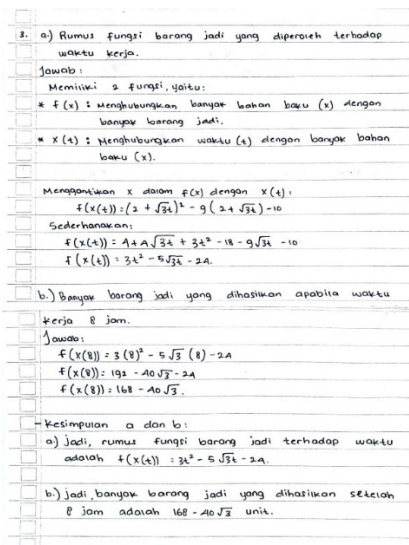 3. a.) Rumus fungsi barang jadi yang diperoleh terhadap
waktu kerja.
Jawab :
Memiliki 2 fungsi, yaitu :
* f (x) : Menghubungkan banyak bahan baku (x) dengan
banyak barang jadi.
* x (t) : Menghubungkan waktu (t) dengan banyak bahan
baku (x).
Menggantikan x dalam f(x) dengan x (t) :
f(x(t)) = (2 + √3t)² - 9 (2 + √3t) - 10
Sederhanakan :
f(x(t)) = 4 + 4√3t + 3t² - 18 - 9√3t - 10
f (x(t)) = 3t² - 5√3t - 24.
b.) Banyak barang jadi yang dihasilkan apabila waktu
kerja 8 jam.
Jawab :
f (x(8)) = 3 (8)² - 5√3 (8) - 24
f (x(8)) = 192 - 40√3 - 24
f (x(8)) = 168 - 40√3.
- Kesimpulan a dan b :
a.) jadi, rumus fungsi barang jadi terhadap waktu
adalah f(x(t)) = 3t² - 5√3t - 24.
b.) jadi, banyak barang jadi yang dihasilkan setelah
8 jam adalah 168 - 40√3 unit.